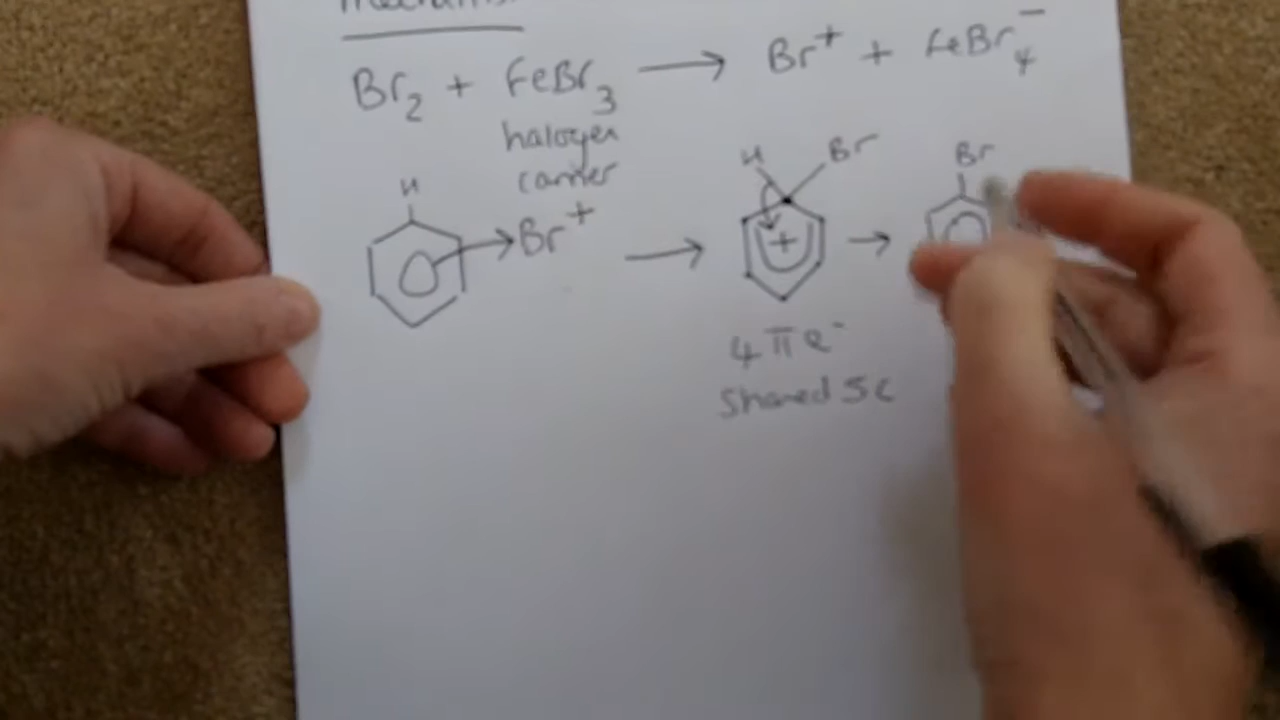 Br₂ + FeBr₃ → Br⁺ + FeBr₄⁻
halogen
carrier
H H Br Br
→ Br⁺ → + →
4 π e⁻
shared 5c